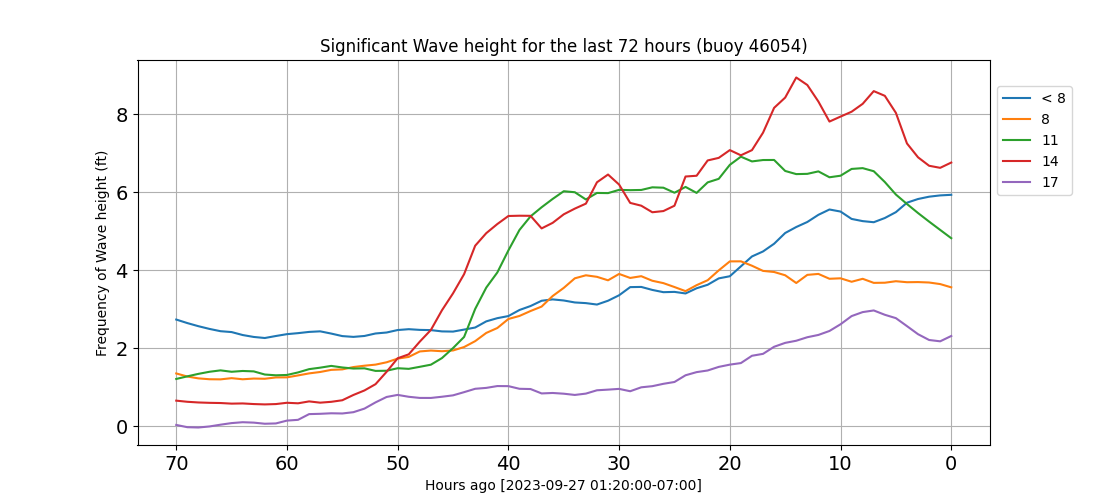 Significant Wave height for the last 72 hours (buoy 46054)
Frequency of Wave height (ft)
8
6
4
2
0
70 60 50 40 30 20 10 0
Hours ago [2023-09-27 01:20:00-07:00]
< 8
8
11
14
17